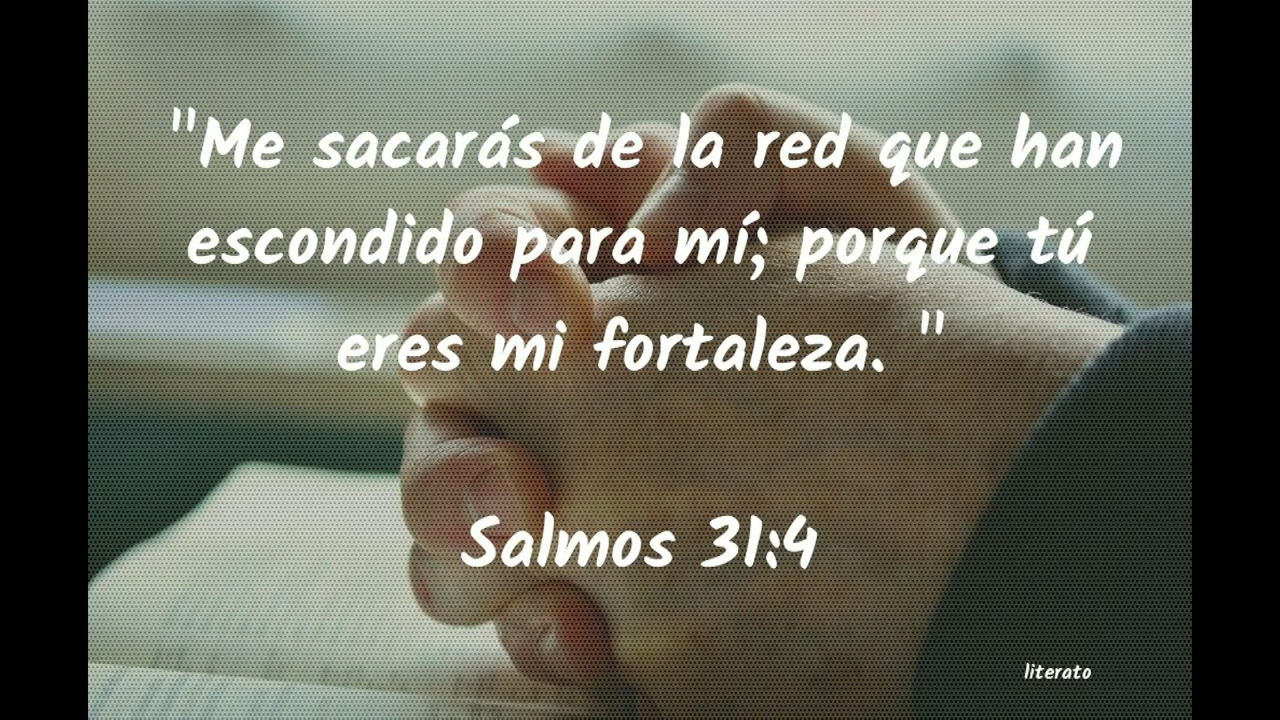 "Me sacarás de la red que han
escondido para mí; porque tú
eres mi fortaleza. "
Salmos 31:4
literato